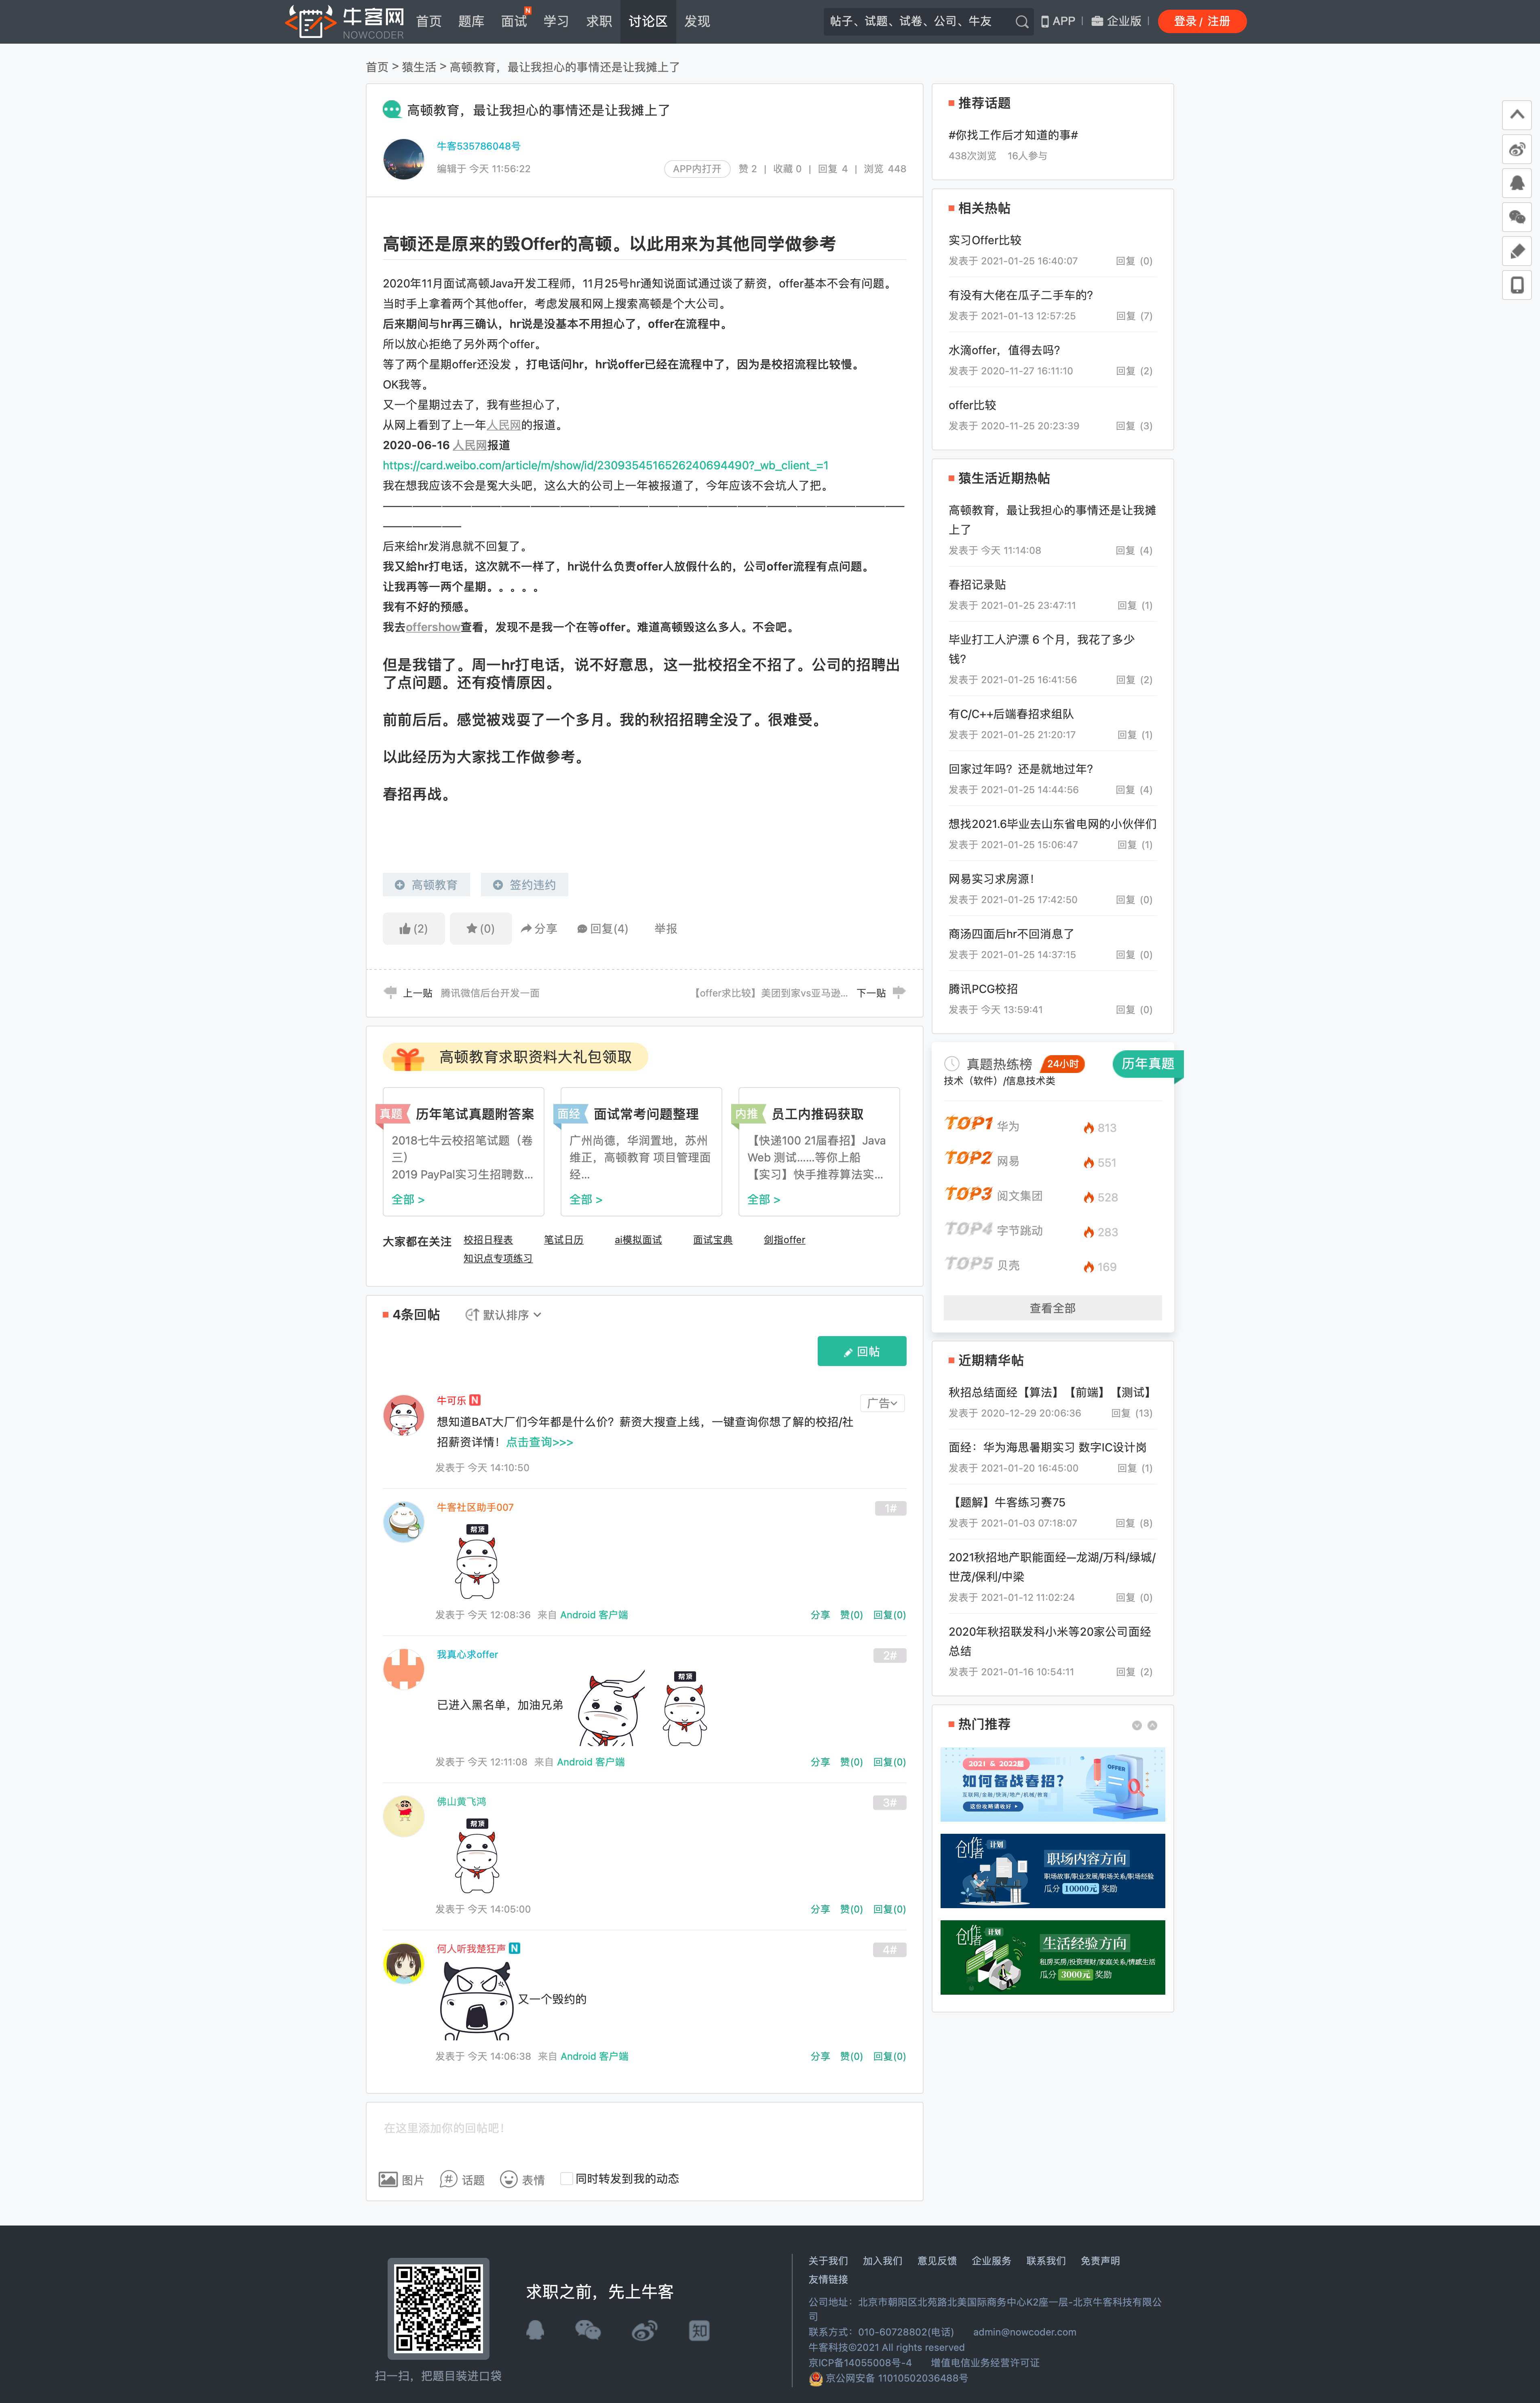 牛客网
NOWCODER
首页 题库 面试 学习 求职 讨论区 发现
N
帖子、试题、试卷、公司、牛友
APP | 企业版 | 登录 / 注册
首页 > 猿生活 > 高顿教育，最让我担心的事情还是让我摊上了
高顿教育，最让我担心的事情还是让我摊上了
牛客535786048号
编辑于 今天 11:56:22
APP内打开 赞 2 | 收藏 0 | 回复 4 | 浏览 448
高顿还是原来的毁Offer的高顿。以此用来为其他同学做参考
2020年11月面试高顿Java开发工程师，11月25号hr通知说面试通过谈了薪资，offer基本不会有问题。
当时手上拿着两个其他offer，考虑发展和网上搜索高顿是个大公司。
后来期间与hr再三确认，hr说是没基本不用担心了，offer在流程中。
所以放心拒绝了另外两个offer。
等了两个星期offer还没发 ，打电话问hr，hr说offer已经在流程中了，因为是校招流程比较慢。
OK我等。
又一个星期过去了，我有些担心了，
从网上看到了上一年人民网的报道。
2020-06-16 人民网报道
https://card.weibo.com/article/m/show/id/2309354516526240694490?_wb_client_=1
我在想我应该不会是冤大头吧，这么大的公司上一年被报道了，今年应该不会坑人了把。
————————————————————————————————————————————————————————————
后来给hr发消息就不回复了。
我又給hr打电话，这次就不一样了，hr说什么负责offer人放假什么的，公司offer流程有点问题。
让我再等一两个星期。。。。。
我有不好的预感。
我去offershow查看，发现不是我一个在等offer。难道高顿毁这么多人。不会吧。
但是我错了。周一hr打电话，说不好意思，这一批校招全不招了。公司的招聘出
了点问题。还有疫情原因。
前前后后。感觉被戏耍了一个多月。我的秋招招聘全没了。很难受。
以此经历为大家找工作做参考。
春招再战。
高顿教育 签约违约
(2) (0) 分享 回复(4) 举报
上一贴 腾讯微信后台开发一面
【offer求比较】美团到家vs亚马逊... 下一贴
高顿教育求职资料大礼包领取
真题 历年笔试真题附答案
2018七牛云校招笔试题（卷
三）
2019 PayPal实习生招聘数...
全部 >
面经 面试常考问题整理
广州尚德，华润置地，苏州
维正，高顿教育 项目管理面
经...
全部 >
内推 员工内推码获取
【快递100 21届春招】Java
Web 测试......等你上船
【实习】快手推荐算法实...
全部 >
大家都在关注 校招日程表 笔试日历 ai模拟面试 面试宝典 剑指offer
知识点专项练习
4条回帖 默认排序
回帖
牛可乐 N
广告
想知道BAT大厂们今年都是什么价？薪资大搜查上线，一键查询你想了解的校招/社
招薪资详情！点击查询>>>
发表于 今天 14:10:50
牛客社区助手007 1#
帮顶
发表于 今天 12:08:36 来自 Android 客户端 分享 赞(0) 回复(0)
我真心求offer 2#
已进入黑名单，加油兄弟
帮顶
发表于 今天 12:11:08 来自 Android 客户端 分享 赞(0) 回复(0)
佛山黄飞鸿 3#
帮顶
发表于 今天 14:05:00 分享 赞(0) 回复(0)
何人听我楚狂声 N 4#
又一个毁约的
发表于 今天 14:06:38 来自 Android 客户端 分享 赞(0) 回复(0)
在这里添加你的回帖吧！
图片 话题 表情 同时转发到我的动态
推荐话题
#你找工作后才知道的事#
438次浏览 16人参与
相关热帖
实习Offer比较
发表于 2021-01-25 16:40:07 回复 (0)
有没有大佬在瓜子二手车的？
发表于 2021-01-13 12:57:25 回复 (7)
水滴offer，值得去吗？
发表于 2020-11-27 16:11:10 回复 (2)
offer比较
发表于 2020-11-25 20:23:39 回复 (3)
猿生活近期热帖
高顿教育，最让我担心的事情还是让我摊
上了
发表于 今天 11:14:08 回复 (4)
春招记录贴
发表于 2021-01-25 23:47:11 回复 (1)
毕业打工人沪漂 6 个月，我花了多少
钱？
发表于 2021-01-25 16:41:56 回复 (2)
有C/C++后端春招求组队
发表于 2021-01-25 21:20:17 回复 (1)
回家过年吗？还是就地过年？
发表于 2021-01-25 14:44:56 回复 (4)
想找2021.6毕业去山东省电网的小伙伴们
发表于 2021-01-25 15:06:47 回复 (1)
网易实习求房源！
发表于 2021-01-25 17:42:50 回复 (0)
商汤四面后hr不回消息了
发表于 2021-01-25 14:37:15 回复 (0)
腾讯PCG校招
发表于 今天 13:59:41 回复 (0)
真题热练榜 24小时 历年真题
技术（软件）/信息技术类
TOP1 华为 813
TOP2 网易 551
TOP3 阅文集团 528
TOP4 字节跳动 283
TOP5 贝壳 169
查看全部
近期精华帖
秋招总结面经【算法】【前端】【测试】
发表于 2020-12-29 20:06:36 回复 (13)
面经：华为海思暑期实习 数字IC设计岗
发表于 2021-01-20 16:45:00 回复 (1)
【题解】牛客练习赛75
发表于 2021-01-03 07:18:07 回复 (8)
2021秋招地产职能面经—龙湖/万科/绿城/
世茂/保利/中梁
发表于 2021-01-12 11:02:24 回复 (0)
2020年秋招联发科小米等20家公司面经
总结
发表于 2021-01-16 10:54:11 回复 (2)
热门推荐
2021 & 2022届
如何备战春招？
互联网/金融/快消/地产/机械/教育
这份攻略请收好
OFFER
创作者 计划
职场内容方向
职场故事/职业发展/职场关系/职场经验
瓜分 10000元 奖励
创作者 计划
生活经验方向
租房买房/投资理财/家庭关系/情感生活
瓜分 3000元 奖励
扫一扫，把题目装进口袋
求职之前，先上牛客
知
关于我们 加入我们 意见反馈 企业服务 联系我们 免责声明
友情链接
公司地址：北京市朝阳区北苑路北美国际商务中心K2座一层-北京牛客科技有限公
司
联系方式：010-60728802(电话) admin@nowcoder.com
牛客科技©2021 All rights reserved
京ICP备14055008号-4 增值电信业务经营许可证
京公网安备 11010502036488号